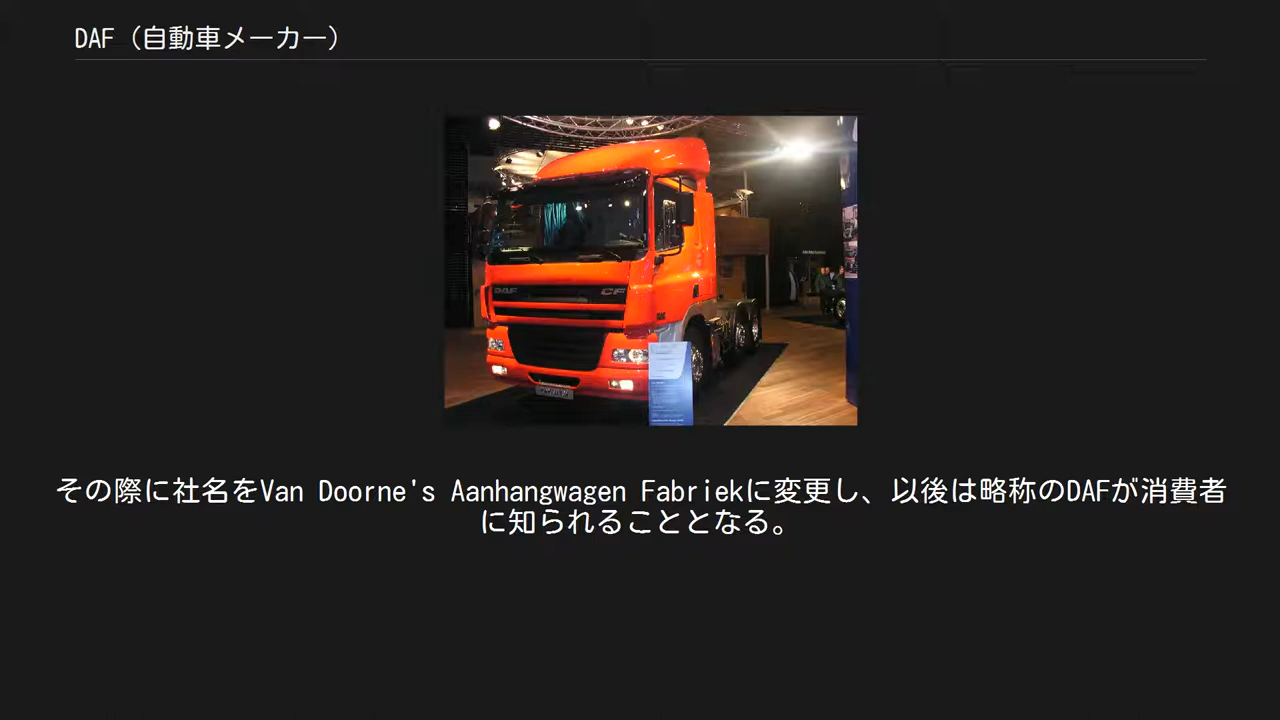 DAF（自動車メーカー）
DAF
CF
その際に社名をVan Doorne's Aanhangwagen Fabriekに変更し、以後は略称のDAFが消費者
に知られることとなる。